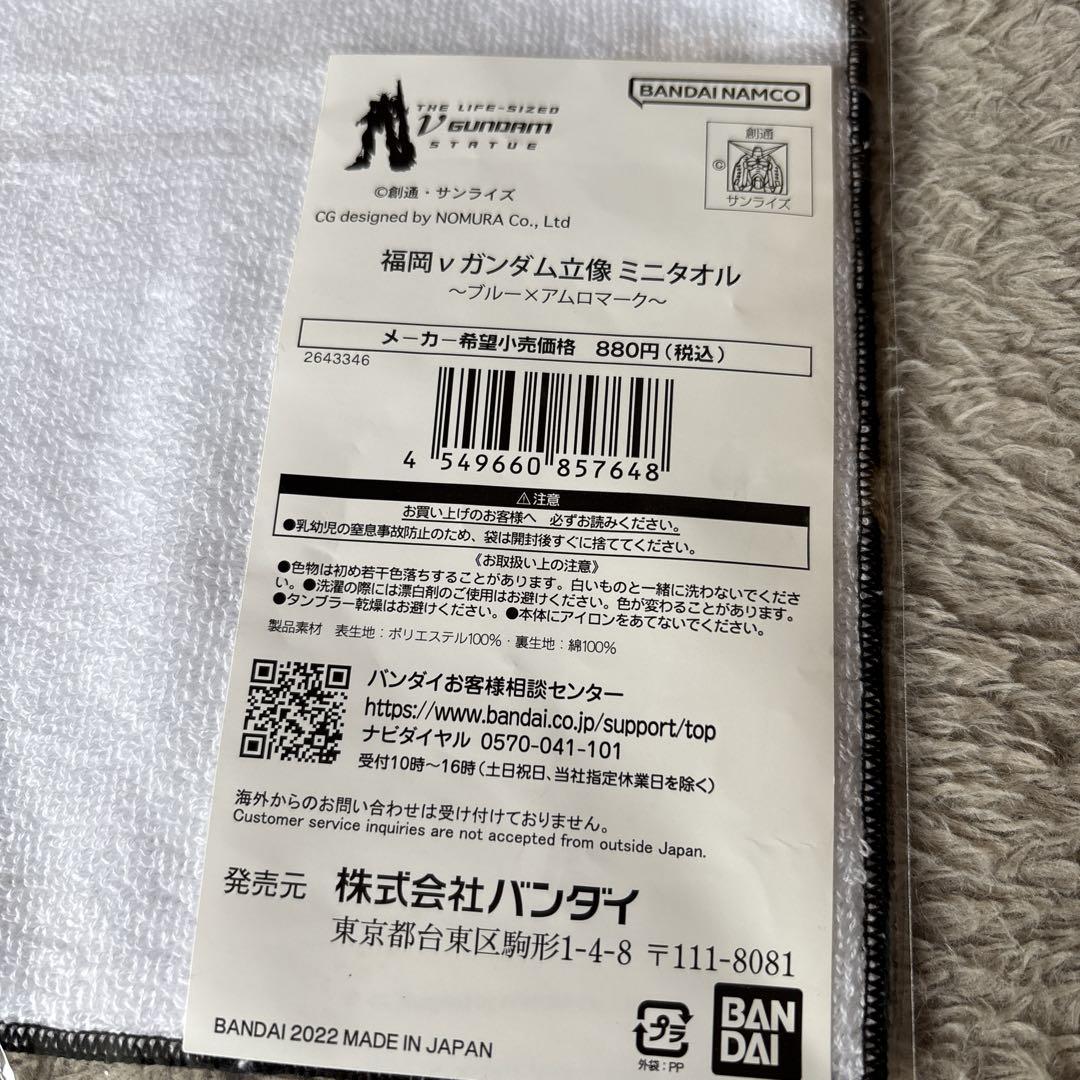 THE LIFE-SIZED
ν GUNDAM
STATUE
BANDAI NAMCO
創通
©
サンライズ
©創通・サンライズ
CG designed by NOMURA Co., Ltd
福岡νガンダム立像 ミニタオル
～ブルー×アムロマーク～
メーカー希望小売価格 880円(税込)
2643346
4 549660 857648
⚠注意
お買い上げのお客様へ 必ずお読みください。
●乳幼児の窒息事故防止のため、袋は開封後すぐに捨ててください。
《お取扱い上の注意》
●色物は初め若干色落ちすることがあります。白いものと一緒に洗わないでくださ
い。●洗濯の際には漂白剤のご使用はお避けください。色が変わることがあります。
●タンブラー乾燥はお避けください。●本体にアイロンをあてないでください。
製品素材 表生地：ポリエステル100%・裏生地：綿100%
バンダイお客様相談センター
https://www.bandai.co.jp/support/top
ナビダイヤル 0570-041-101
受付10時～16時(土日祝日、当社指定休業日を除く)
海外からのお問い合わせは受け付けておりません。
Customer service inquiries are not accepted from outside Japan.
発売元 株式会社バンダイ
東京都台東区駒形1-4-8 〒111-8081
BANDAI 2022 MADE IN JAPAN
プラ
外袋：PP
BAN
DAI